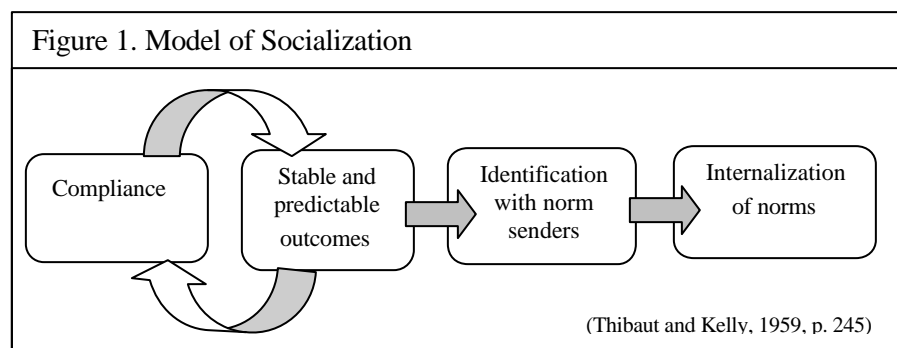 Figure 1. Model of Socialization
Compliance
Stable and
predictable
outcomes
Identification
with norm
senders
Internalization
of norms
(Thibaut and Kelly, 1959, p. 245)